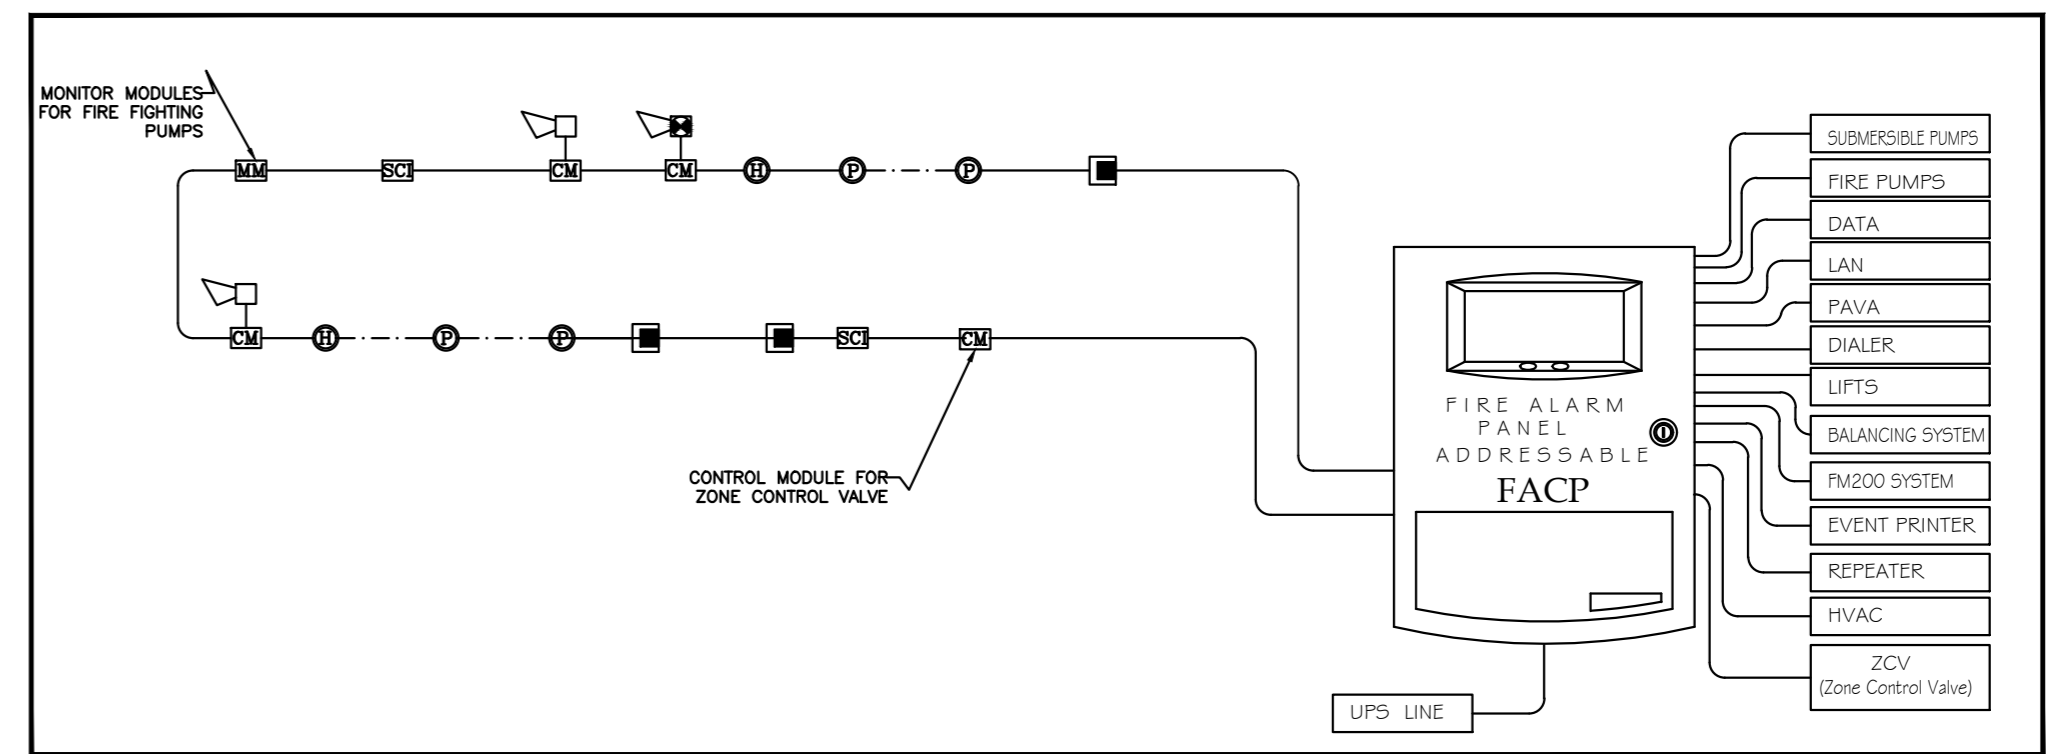 MONITOR MODULES
FOR FIRE FIGHTING
PUMPS
MM
SCI
CM
CM
H
P
P
CM
H
P
P
SCI
CM
CONTROL MODULE FOR
ZONE CONTROL VALVE
FIRE ALARM
PANEL
ADDRESSABLE
FACP
UPS LINE
SUBMERSIBLE PUMPS
FIRE PUMPS
DATA
LAN
PAVA
DIALER
LIFTS
BALANCING SYSTEM
FM200 SYSTEM
EVENT PRINTER
REPEATER
HVAC
ZCV
(Zone Control Valve)